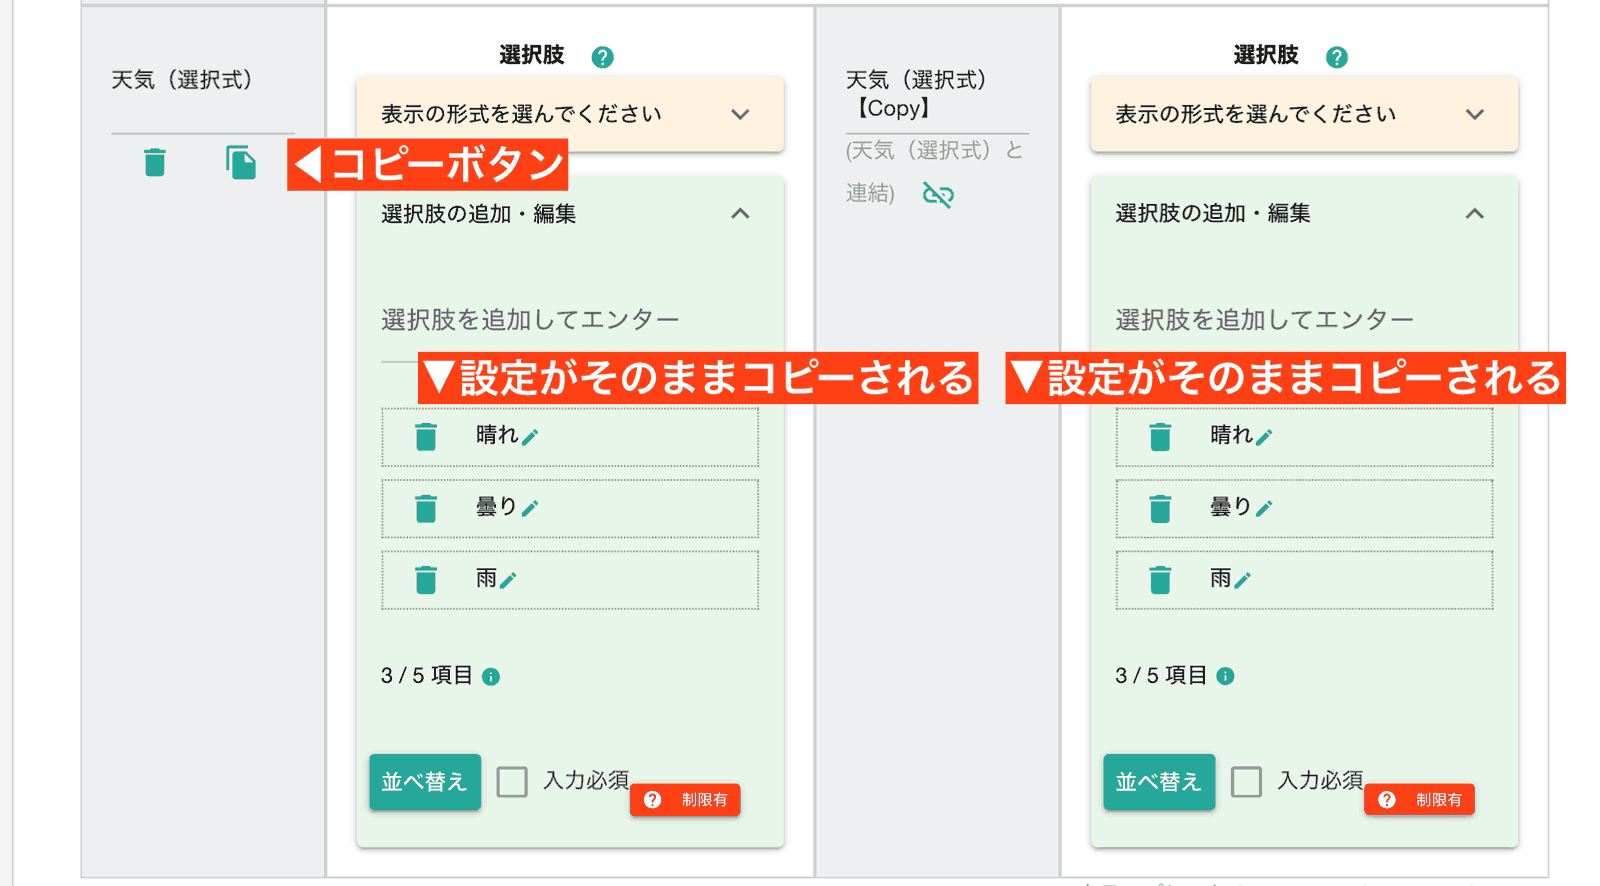 天気（選択式）
◀コピーボタン
選択肢 ?
表示の形式を選んでください
選択肢の追加・編集
選択肢を追加してエンター
▼設定がそのままコピーされる
晴れ
曇り
雨
3 / 5 項目 i
並べ替え
入力必須
? 制限有
天気（選択式）
【Copy】
(天気（選択式）と
連結)
選択肢 ?
表示の形式を選んでください
選択肢の追加・編集
選択肢を追加してエンター
▼設定がそのままコピーされる
晴れ
曇り
雨
3 / 5 項目 i
並べ替え
入力必須
? 制限有